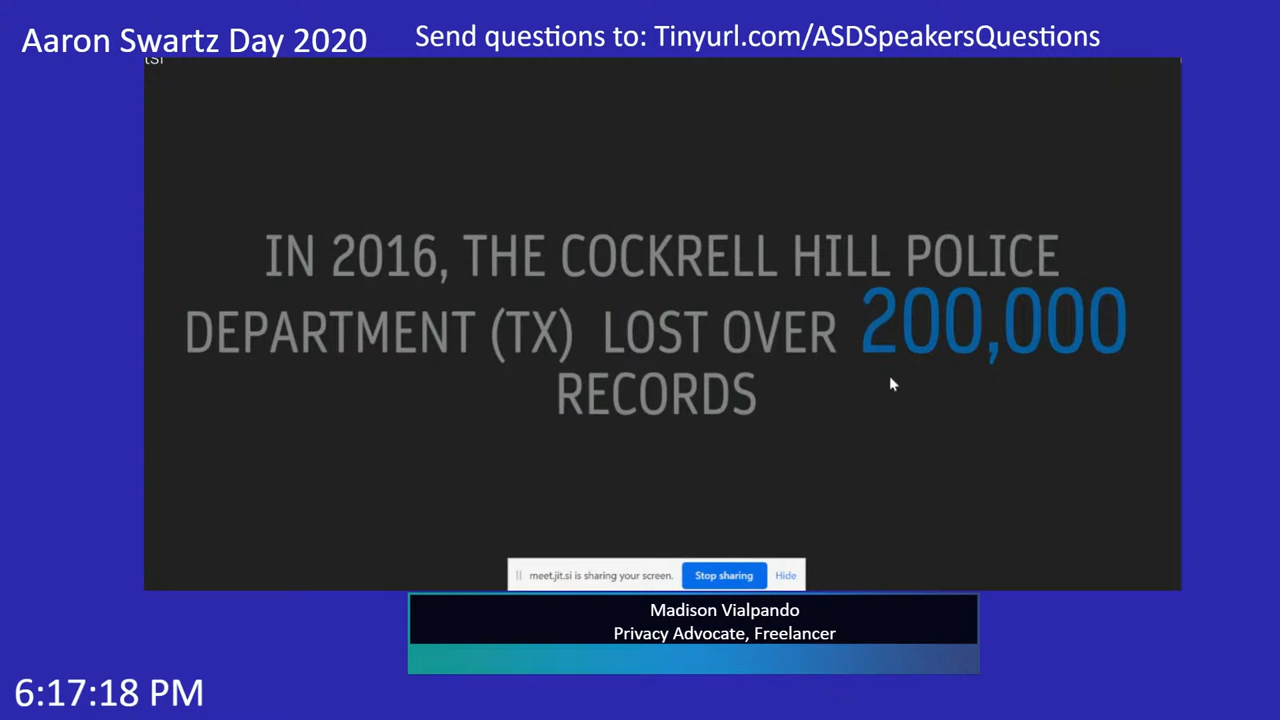 Aaron Swartz Day 2020
Send questions to: Tinyurl.com/ASDSpeakersQuestions
IN 2016, THE COCKRELL HILL POLICE
DEPARTMENT (TX) LOST OVER 200,000
RECORDS
meet.jit.si is sharing your screen.
Stop sharing
Hide
Madison Vialpando
Privacy Advocate, Freelancer
6:17:18 PM